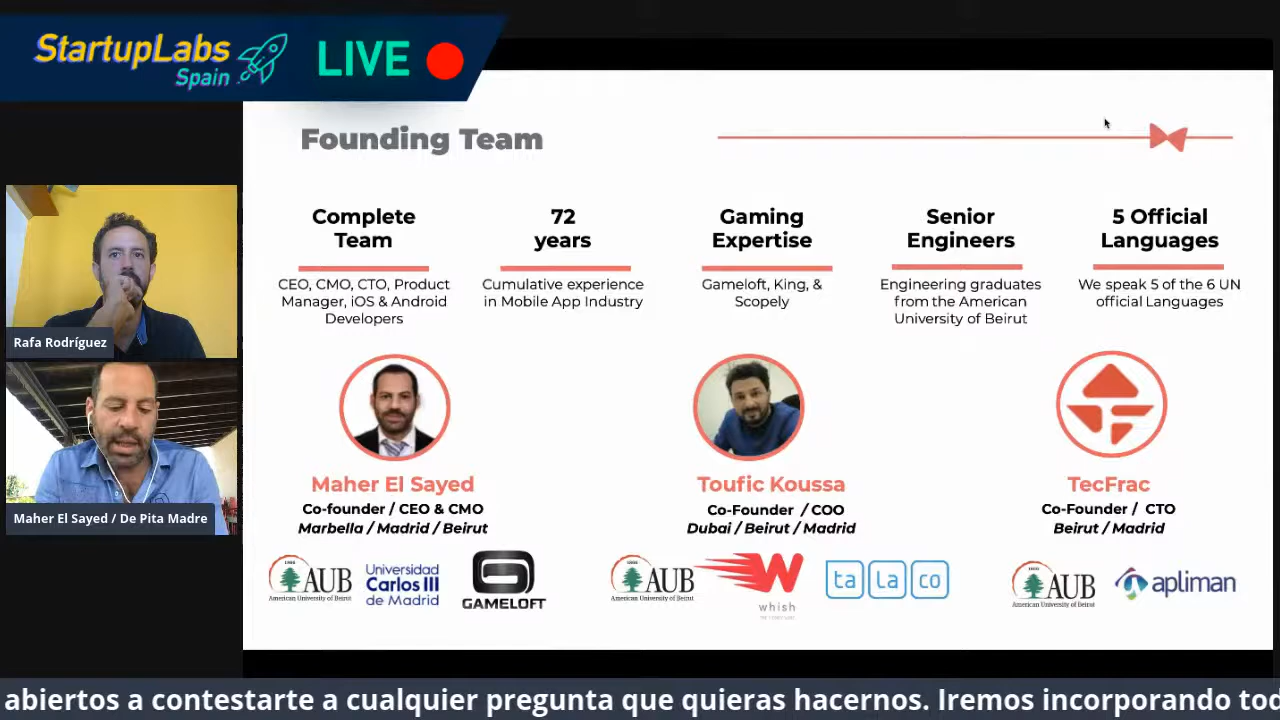 StartupLabs
Spain
LIVE
Founding Team
Complete
Team
CEO, CMO, CTO, Product
Manager, iOS & Android
Developers
72
years
Cumulative experience
in Mobile App Industry
Gaming
Expertise
Gameloft, King, &
Scopely
Senior
Engineers
Engineering graduates
from the American
University of Beirut
5 Official
Languages
We speak 5 of the 6 UN
official Languages
Rafa Rodríguez
Maher El Sayed / De Pita Madre
Maher El Sayed
Co-founder / CEO & CMO
Marbella / Madrid / Beirut
AUB
American University of Beirut
Universidad
Carlos III
de Madrid
GAMELOFT
Toufic Koussa
Co-Founder / COO
Dubai / Beirut / Madrid
AUB
American University of Beirut
whish
ta La co
TecFrac
Co-Founder / CTO
Beirut / Madrid
AUB
American University of Beirut
apliman
abiertos a contestarte a cualquier pregunta que quieras hacernos. Iremos incorporando tod